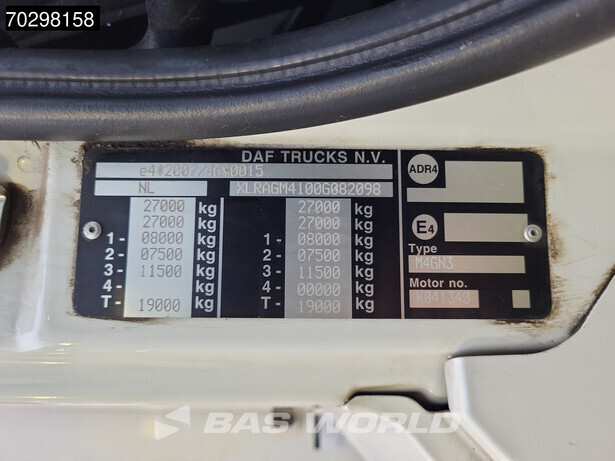 70298158
DAF TRUCKS N.V.
e4*2007/46*0015
NL XLRAGM4100G082098
27000 kg 27000 kg
27000 kg 27000 kg
1- 08000 kg 1- 08000 kg
2- 07500 kg 2- 07500 kg
3- 11500 kg 3- 11500 kg
4- kg 4- 00000 kg
T- 19000 kg T- 19000 kg
ADR4
E4
Type
M4GN3
Motor no.
K041340
BAS WORLD